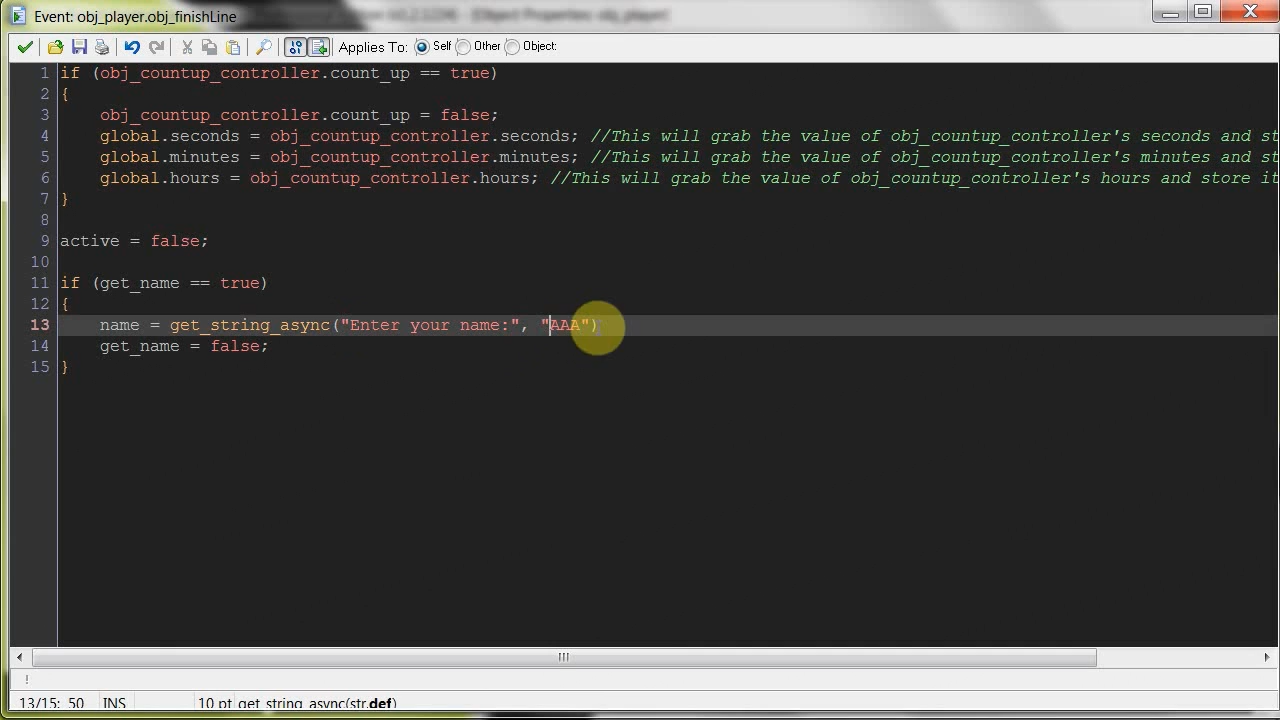 Event: obj_player.obj_finishLine
Applies To: Self Other Object:
1 if (obj_countup_controller.count_up == true)
2 {
3 obj_countup_controller.count_up = false;
4 global.seconds = obj_countup_controller.seconds; //This will grab the value of obj_countup_controller's seconds and st
5 global.minutes = obj_countup_controller.minutes; //This will grab the value of obj_countup_controller's minutes and st
6 global.hours = obj_countup_controller.hours; //This will grab the value of obj_countup_controller's hours and store it
7 }
8
9 active = false;
10
11 if (get_name == true)
12 {
13 name = get_string_async("Enter your name:", "AAA")
14 get_name = false;
15 }
!
13/15: 50 INS 10 pt get_string_async(str,def)